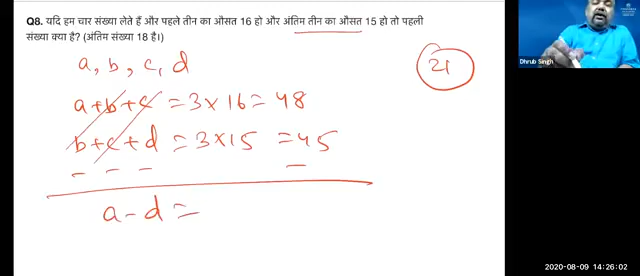 Q8. यदि हम चार संख्या लेते हैं और पहले तीन का औसत 16 हो और अंतिम तीन का औसत 15 हो तो पहली
संख्या क्या है? (अंतिम संख्या 18 है।)
a, b, c, d
21
a+b+c = 3×16 = 48
b+c+d = 3×15 = 45
- - - -
a - d =
Dhrub Singh
2020-08-09 14:26:02